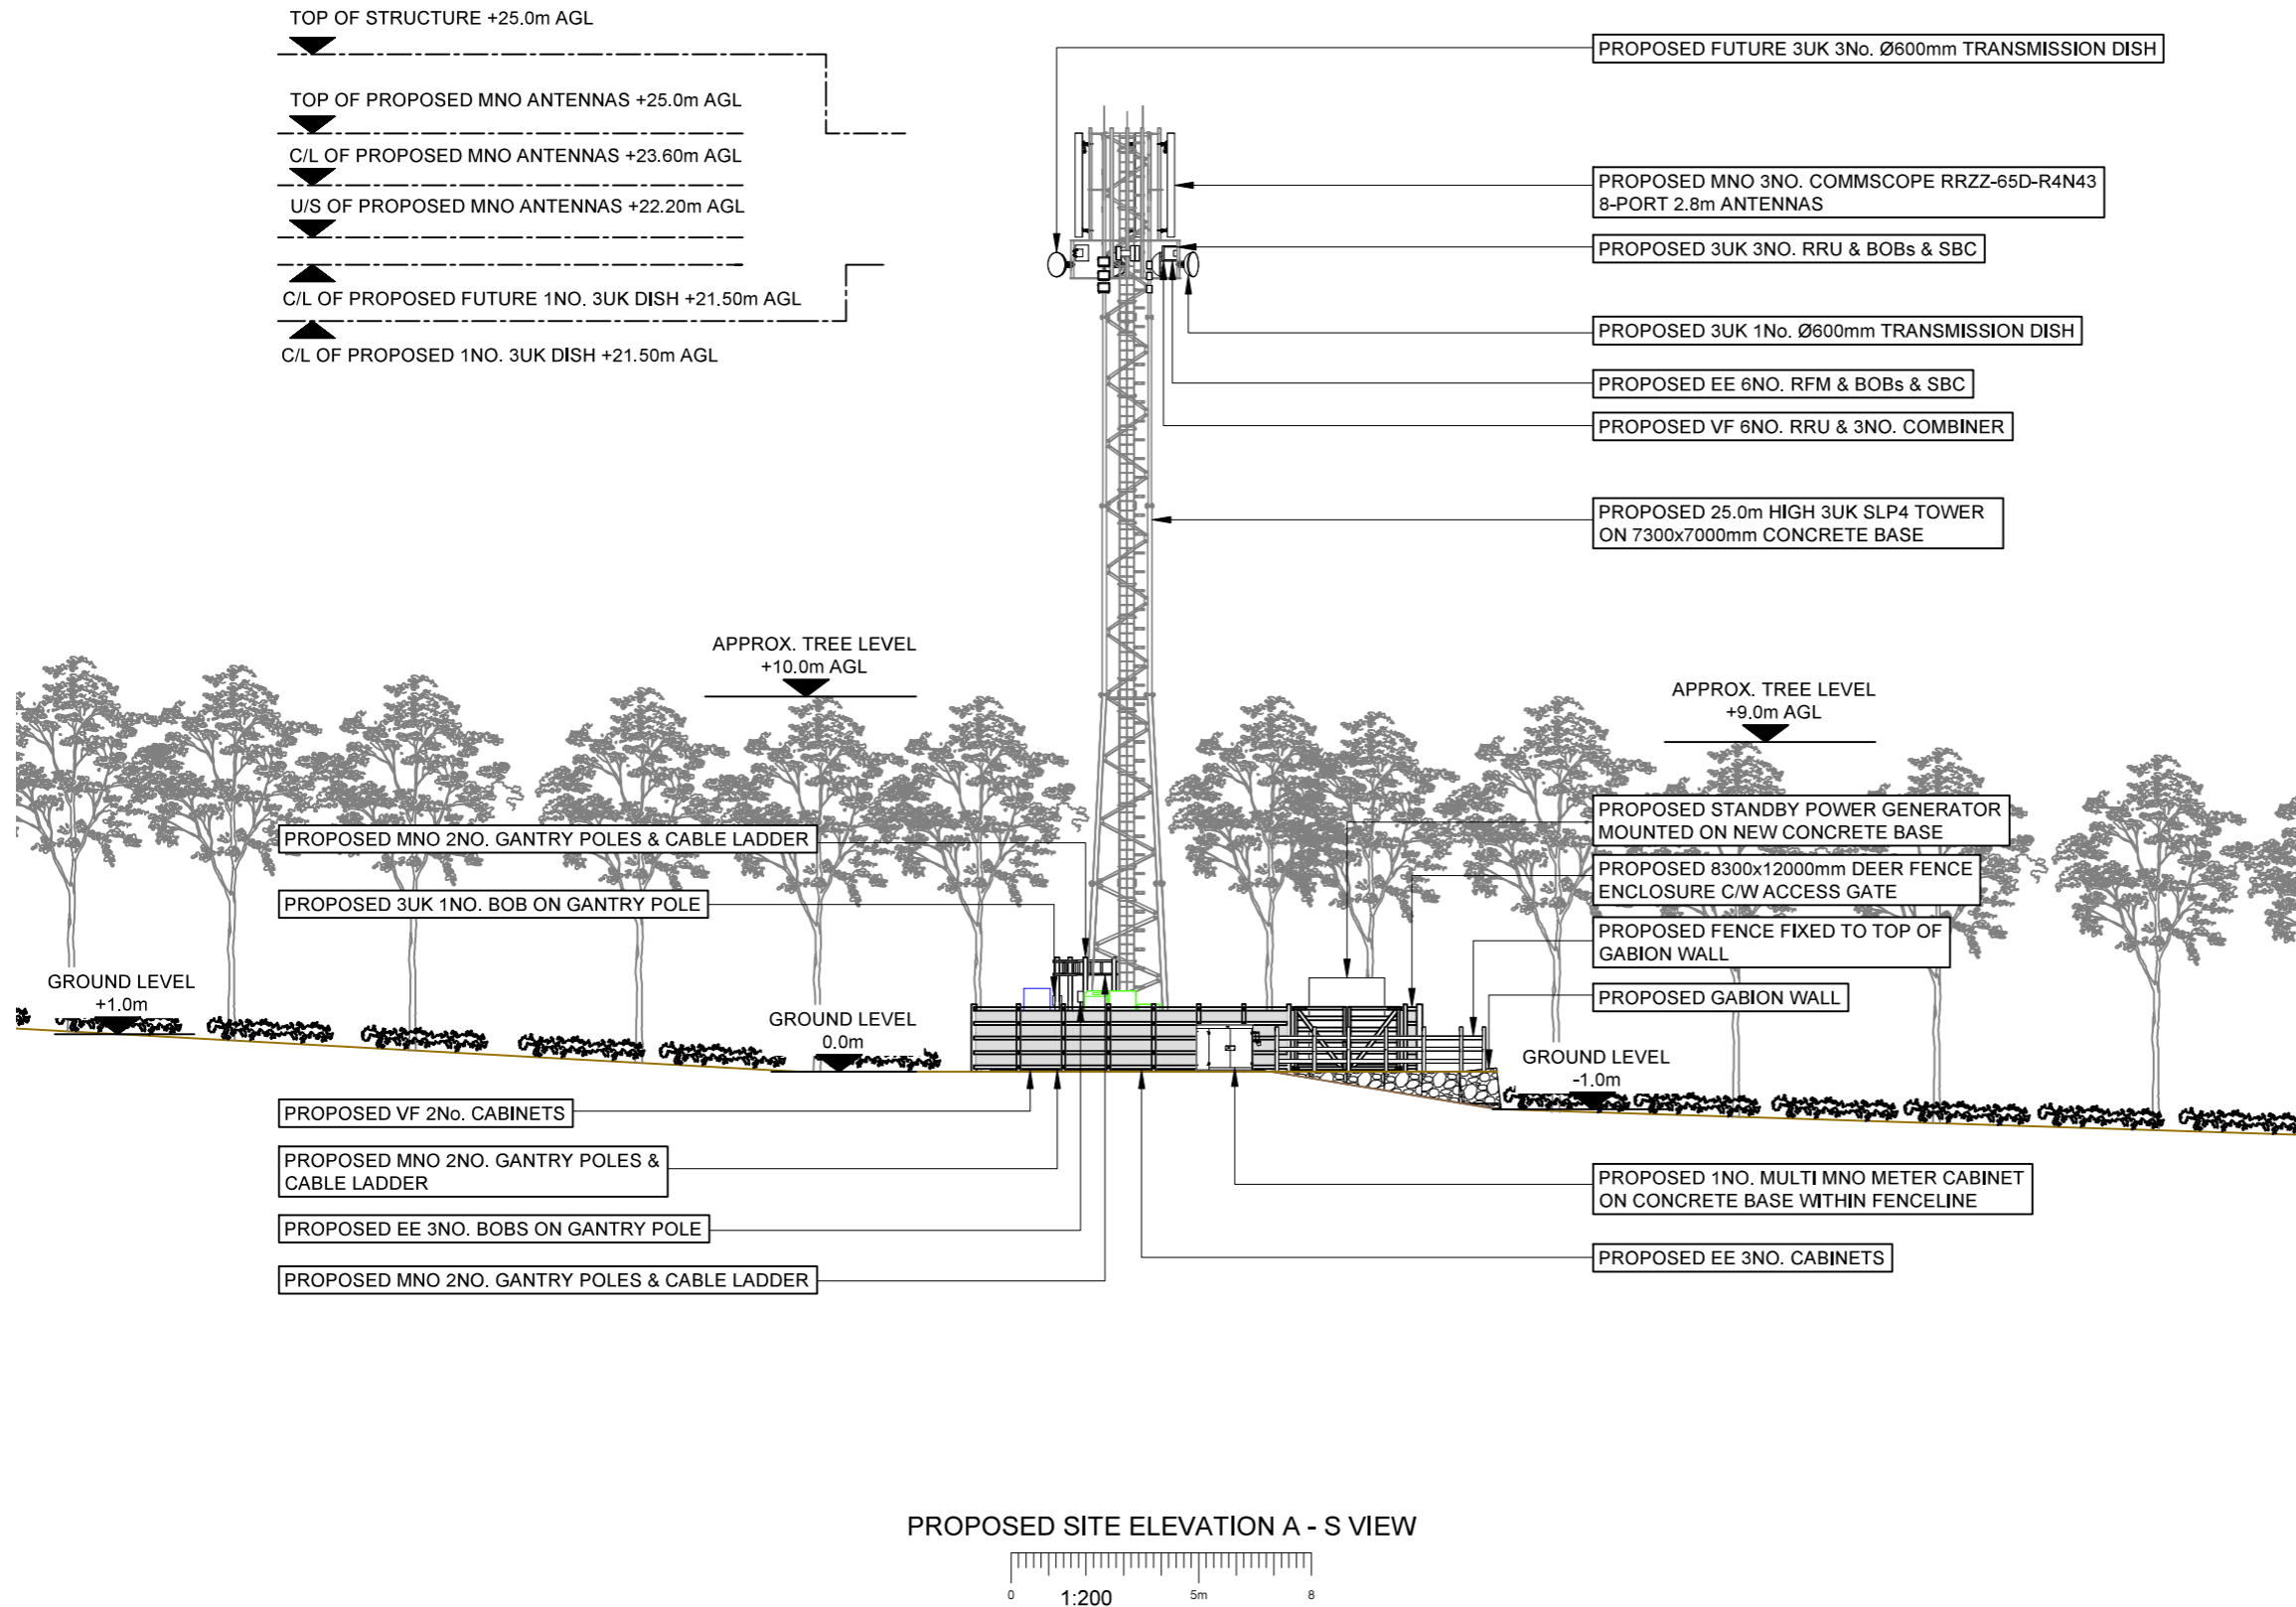 TOP OF STRUCTURE +25.0m AGL
TOP OF PROPOSED MNO ANTENNAS +25.0m AGL
C/L OF PROPOSED MNO ANTENNAS +23.60m AGL
U/S OF PROPOSED MNO ANTENNAS +22.20m AGL
C/L OF PROPOSED FUTURE 1NO. 3UK DISH +21.50m AGL
C/L OF PROPOSED 1NO. 3UK DISH +21.50m AGL
PROPOSED FUTURE 3UK 3No. Ø600mm TRANSMISSION DISH
PROPOSED MNO 3NO. COMMSCOPE RRZZ-65D-R4N43
8-PORT 2.8m ANTENNAS
PROPOSED 3UK 3NO. RRU & BOBs & SBC
PROPOSED 3UK 1No. Ø600mm TRANSMISSION DISH
PROPOSED EE 6NO. RFM & BOBs & SBC
PROPOSED VF 6NO. RRU & 3NO. COMBINER
PROPOSED 25.0m HIGH 3UK SLP4 TOWER
ON 7300x7000mm CONCRETE BASE
APPROX. TREE LEVEL
+10.0m AGL
APPROX. TREE LEVEL
+9.0m AGL
PROPOSED MNO 2NO. GANTRY POLES & CABLE LADDER
PROPOSED 3UK 1NO. BOB ON GANTRY POLE
PROPOSED STANDBY POWER GENERATOR
MOUNTED ON NEW CONCRETE BASE
PROPOSED 8300x12000mm DEER FENCE
ENCLOSURE C/W ACCESS GATE
PROPOSED FENCE FIXED TO TOP OF
GABION WALL
PROPOSED GABION WALL
GROUND LEVEL
+1.0m
GROUND LEVEL
0.0m
GROUND LEVEL
-1.0m
PROPOSED VF 2No. CABINETS
PROPOSED MNO 2NO. GANTRY POLES &
CABLE LADDER
PROPOSED EE 3NO. BOBS ON GANTRY POLE
PROPOSED MNO 2NO. GANTRY POLES & CABLE LADDER
PROPOSED 1NO. MULTI MNO METER CABINET
ON CONCRETE BASE WITHIN FENCELINE
PROPOSED EE 3NO. CABINETS
PROPOSED SITE ELEVATION A - S VIEW
0 1:200 5m 8